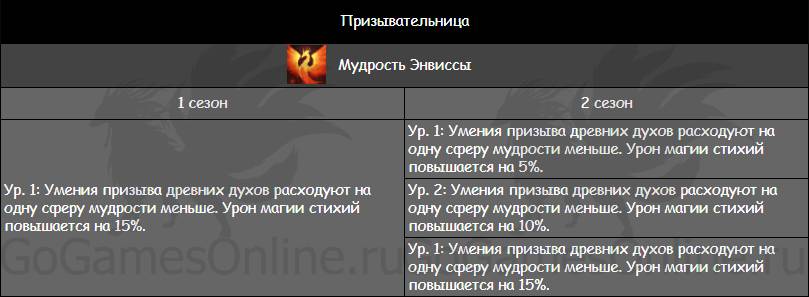 Призывательница
Мудрость Энвиссы
1 сезон
2 сезон
Ур. 1: Умения призыва древних духов расходуют на
одну сферу мудрости меньше. Урон магии стихий
повышается на 15%.
Ур. 1: Умения призыва древних духов расходуют на
одну сферу мудрости меньше. Урон магии стихий
повышается на 5%.
Ур. 2: Умения призыва древних духов расходуют на
одну сферу мудрости меньше. Урон магии стихий
повышается на 10%.
Ур. 1: Умения призыва древних духов расходуют на
одну сферу мудрости меньше. Урон магии стихий
повышается на 15%.
GoGamesOnline.ru